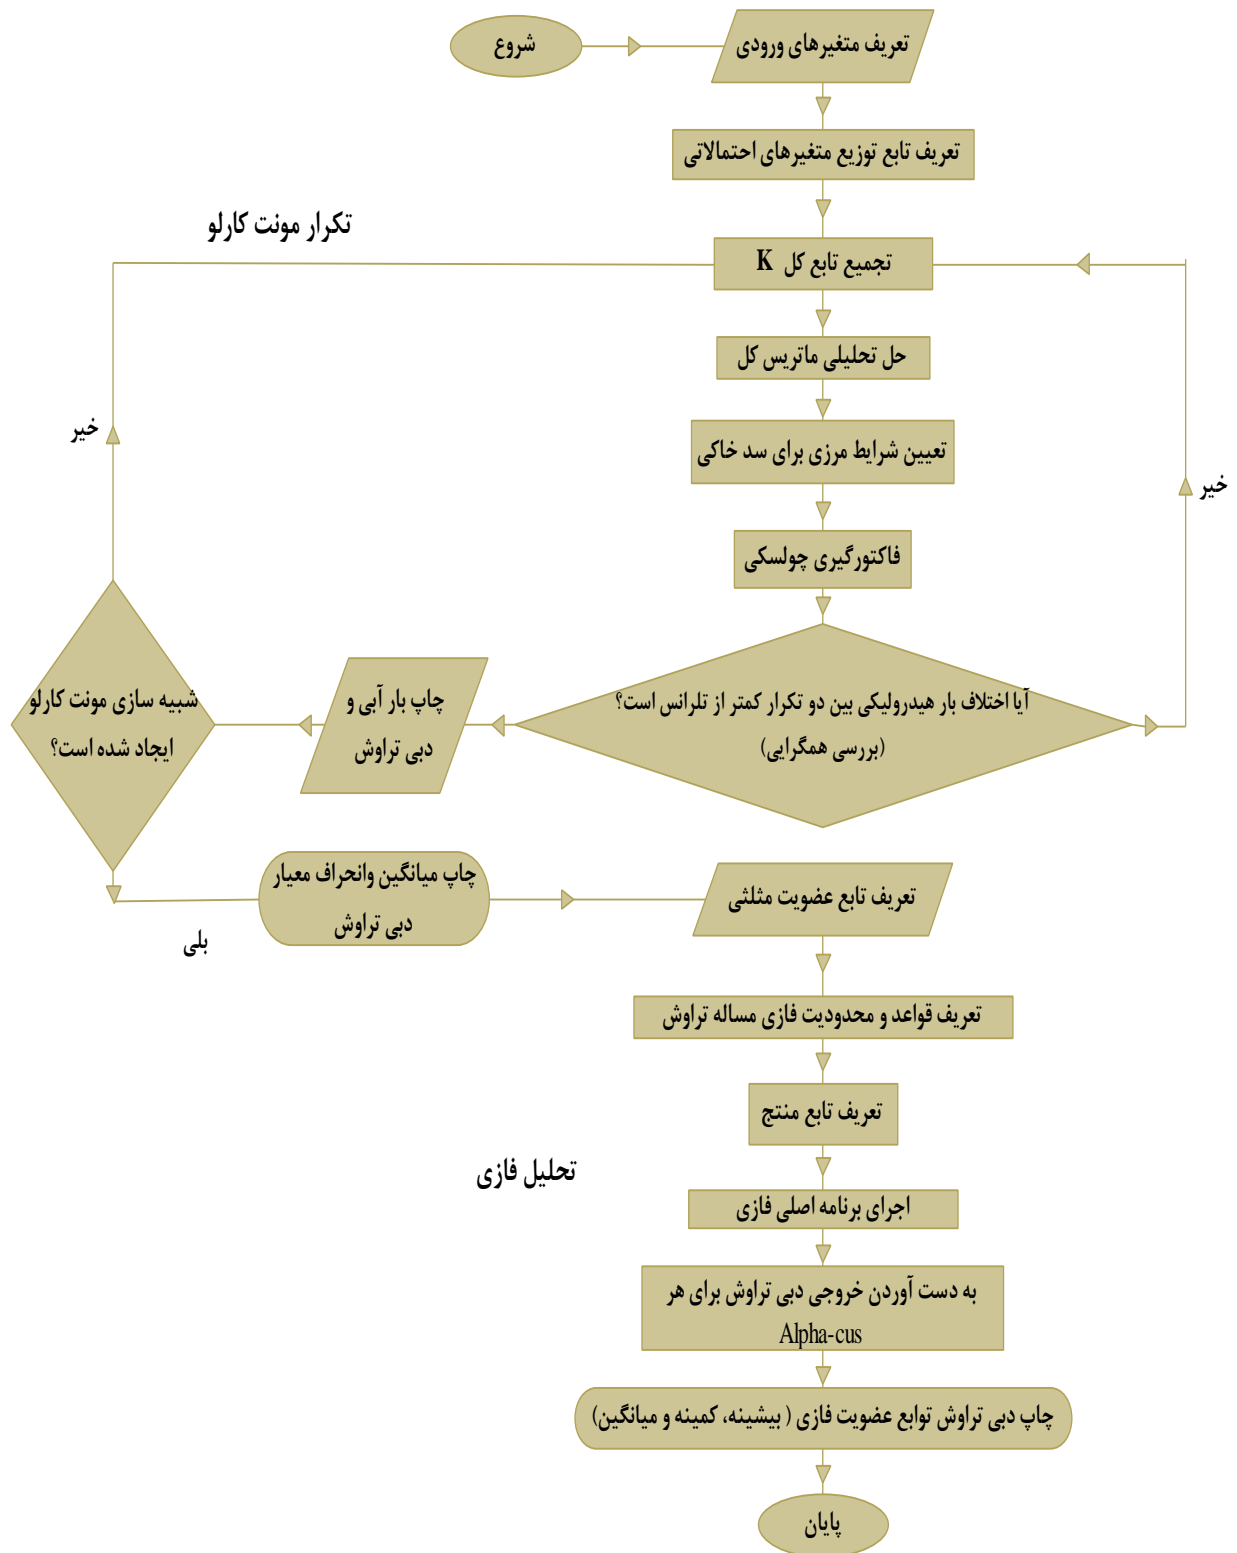 شروع
تعریف متغیرهای ورودی
تعریف تابع توزیع متغیرهای احتمالاتی
تکرار مونت کارلو
تجمیع تابع کل K
حل تحلیلی ماتریس کل
تعیین شرایط مرزی برای سد خاکی
خیر
خیر
فاکتورگیری چولسکی
آیا اختلاف بار هیدرولیکی بین دو تکرار کمتر از تلرانس است؟
(بررسی همگرایی)
چاپ بار آبی و
دبی تراوش
شبیه سازی مونت کارلو
ایجاد شده است؟
بلی
چاپ میانگین وانحراف معیار
دبی تراوش
تعریف تابع عضویت مثلثی
تعریف قواعد و محدودیت فازی مساله تراوش
تعریف تابع منتج
تحلیل فازی
اجرای برنامه اصلی فازی
به دست آوردن خروجی دبی تراوش برای هر
Alpha-cus
چاپ دبی تراوش توابع عضویت فازی ( بیشینه، کمینه و میانگین)
پایان